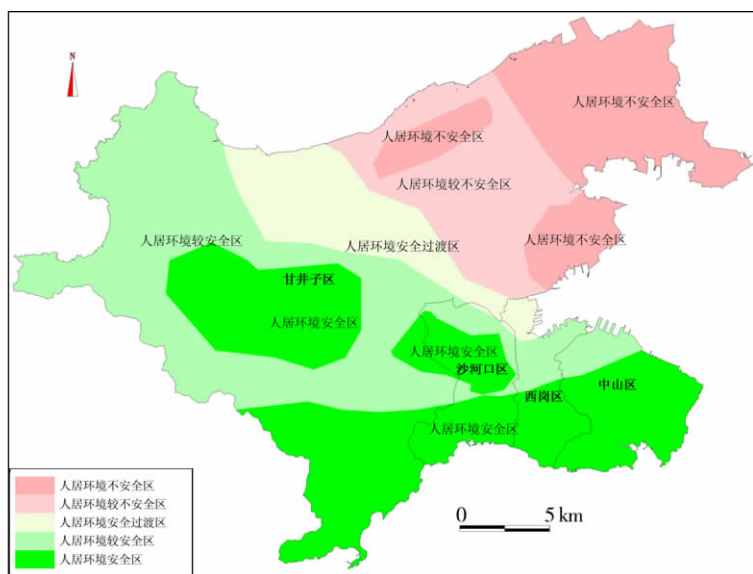 N
人居环境不安全区
人居环境不安全区
人居环境较不安全区
人居环境较安全区
人居环境安全过渡区
人居环境不安全区
甘井子区
人居环境安全区
人居环境安全区
沙河口区
西岗区
中山区
人居环境安全区
人居环境不安全区
人居环境较不安全区
人居环境安全过渡区
人居环境较安全区
人居环境安全区
0 5 km